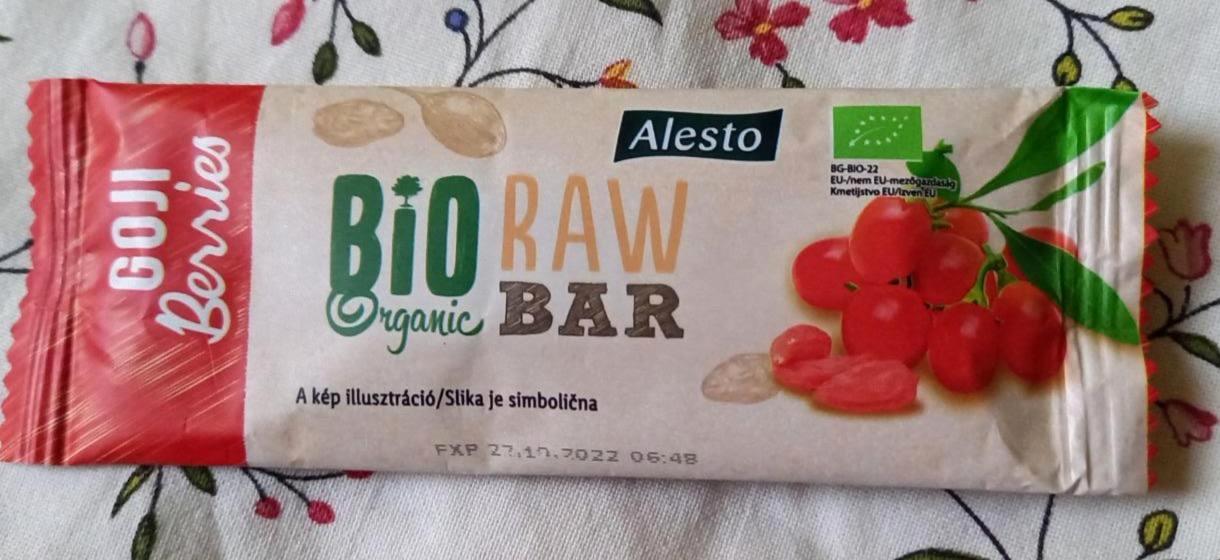 GOJI
Berries
Alesto
BIO
Organic
RAW
BAR
BG-BIO-22
EU-/nem EU-mezőgazdaság
Kmetijstvo EU/izven EU
A kép illusztráció/Slika je simbolična
EXP 27.10.2022 06:48